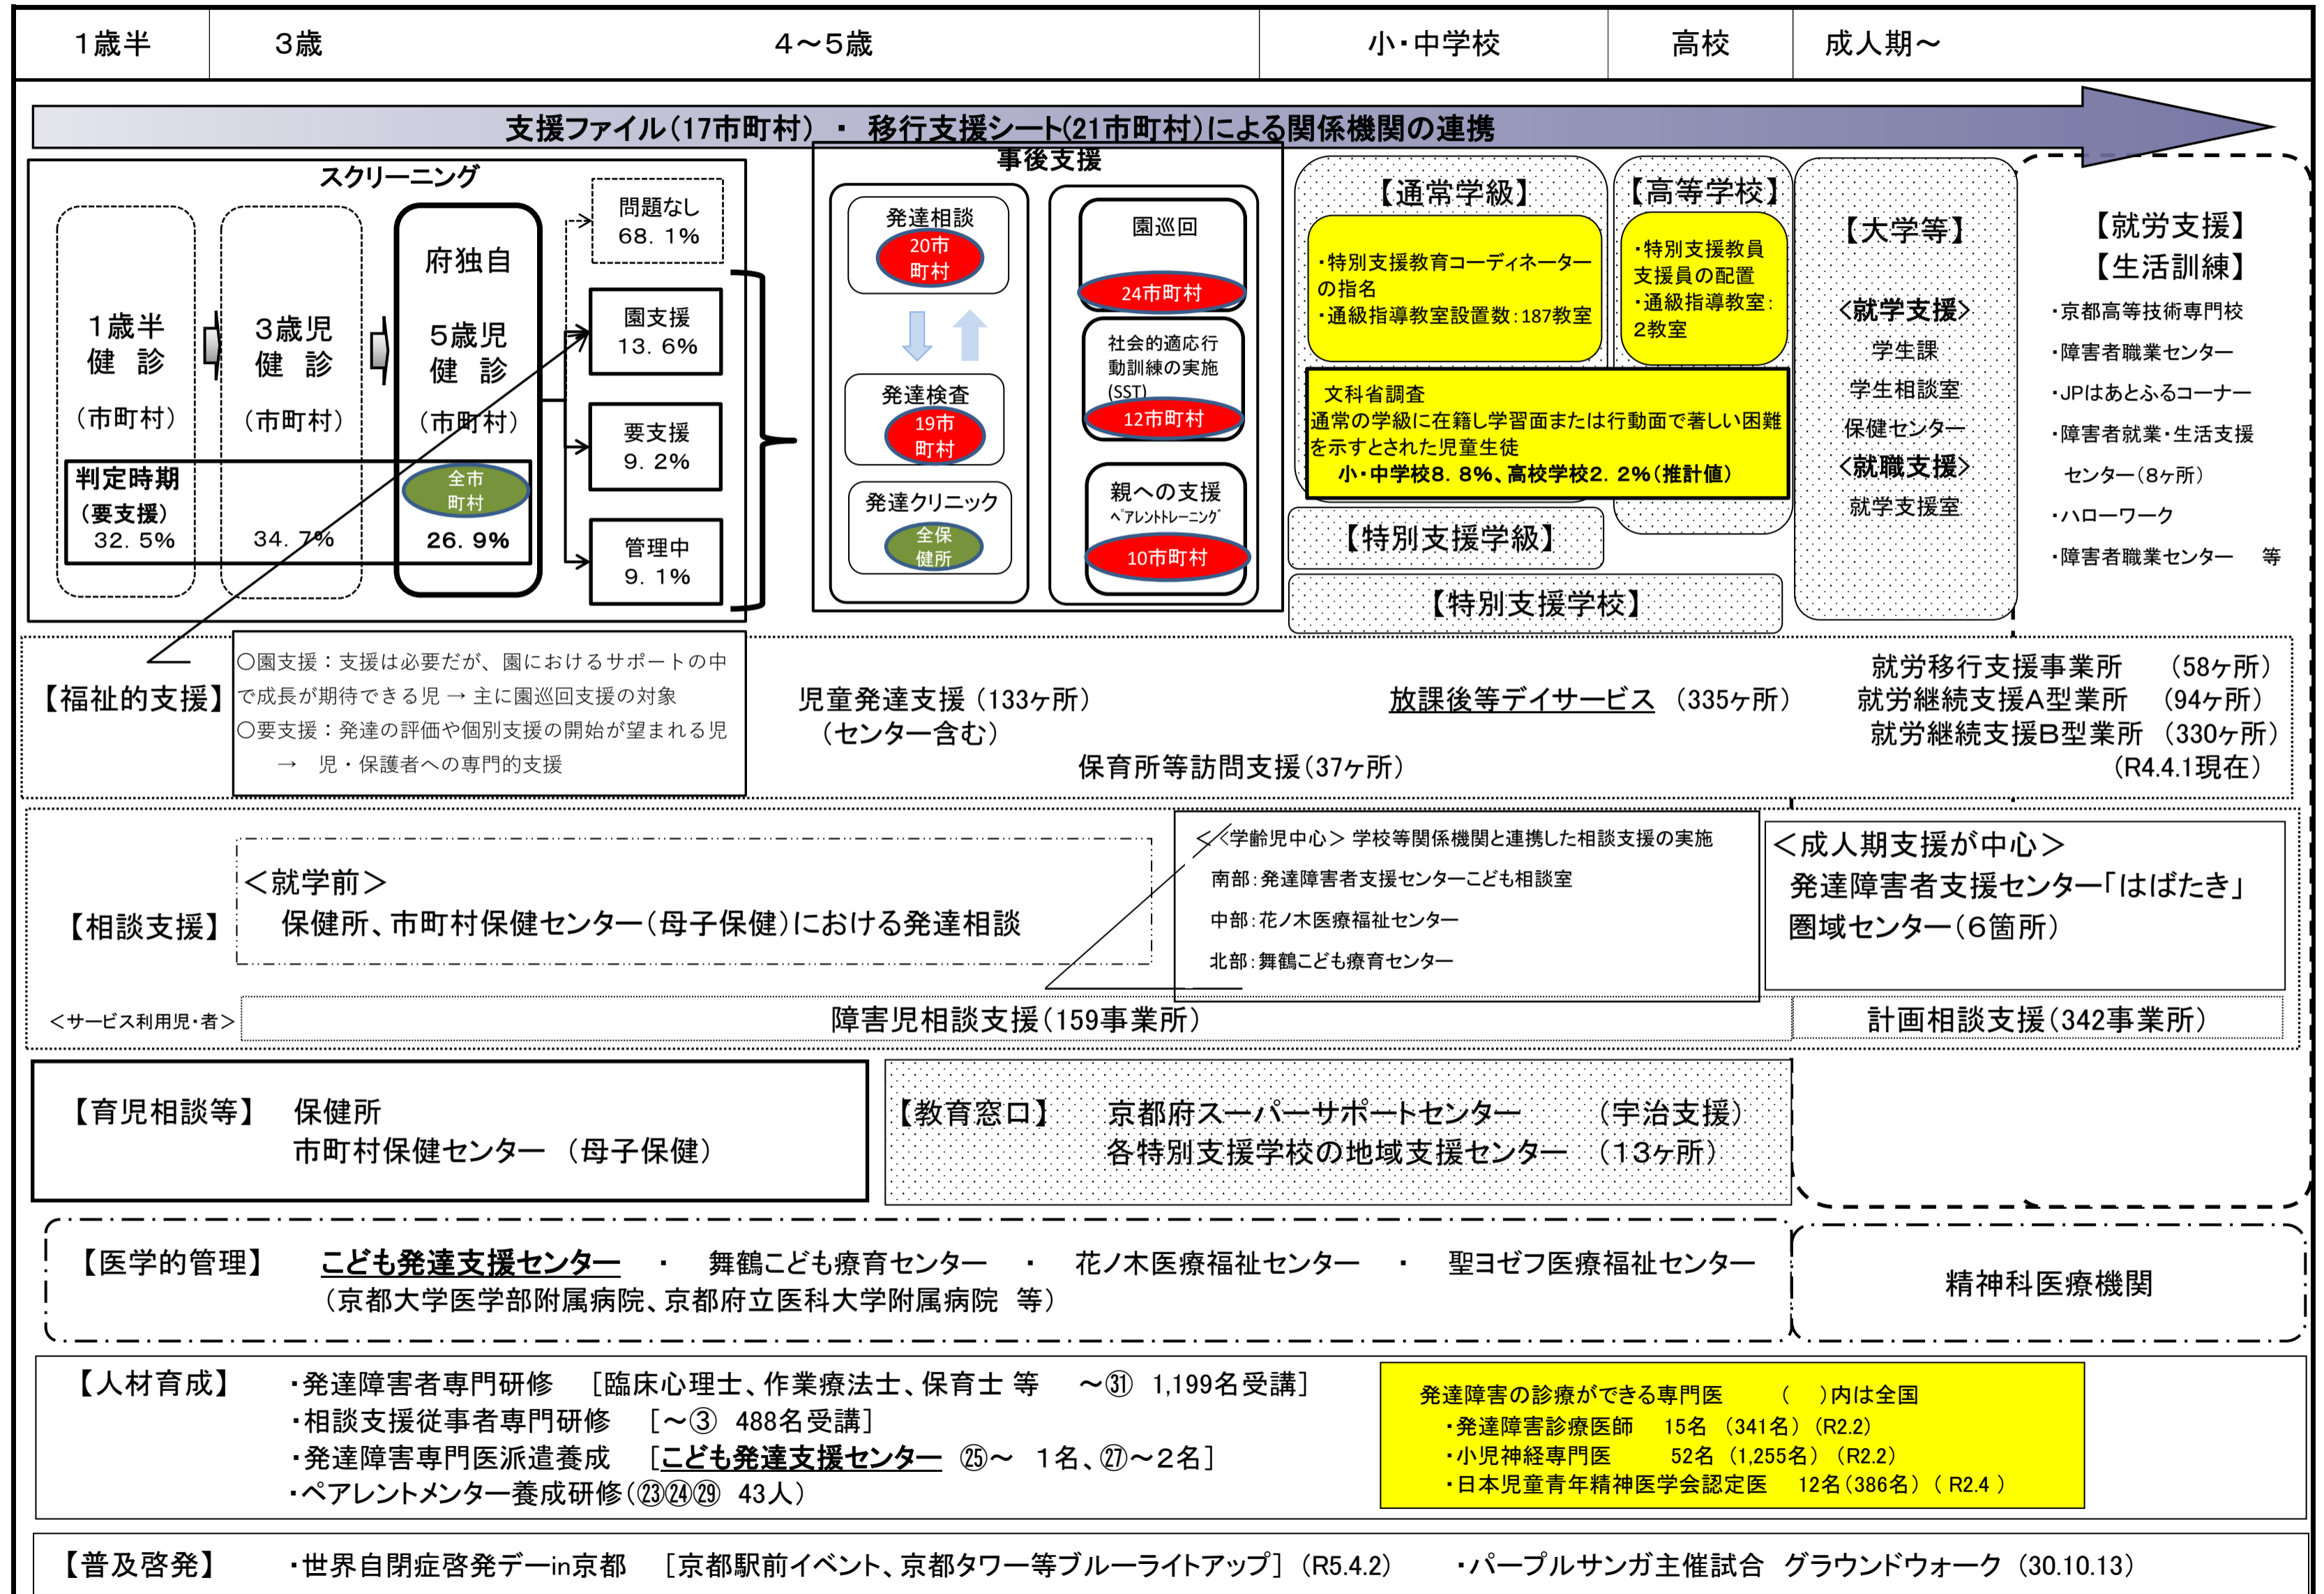 1歳半
3歳
4～5歳
小・中学校
高校
成人期～
支援ファイル(17市町村) ・ 移行支援シート(21市町村)による関係機関の連携
スクリーニング
1歳半
健 診
(市町村)
3歳児
健 診
(市町村)
府独自
5歳児
健 診
(市町村)
全市
町村
判定時期
(要支援)
32. 5%
34. 7%
26. 9%
問題なし
68. 1%
園支援
13. 6%
要支援
9. 2%
管理中
9. 1%
事後支援
発達相談
20市
町村
発達検査
19市
町村
発達クリニック
全保
健所
園巡回
24市町村
社会的適応行
動訓練の実施
(SST)
12市町村
親への支援
ペアレントトレーニング
10市町村
【通常学級】
・特別支援教育コーディネーター
の指名
・通級指導教室設置数：187教室
【高等学校】
・特別支援教員
支援員の配置
・通級指導教室：
2教室
文科省調査
通常の学級に在籍し学習面または行動面で著しい困難
を示すとされた児童生徒
小・中学校8. 8%、高校学校2. 2%(推計値)
【特別支援学級】
【特別支援学校】
【大学等】
<就学支援>
学生課
学生相談室
保健センター
<就職支援>
就学支援室
【就労支援】
【生活訓練】
・京都高等技術専門校
・障害者職業センター
・JPはあとふるコーナー
・障害者就業・生活支援
センター(8ヶ所)
・ハローワーク
・障害者職業センター 等
【福祉的支援】
○園支援：支援は必要だが、園におけるサポートの中
で成長が期待できる児 → 主に園巡回支援の対象
○要支援：発達の評価や個別支援の開始が望まれる児
→ 児・保護者への専門的支援
児童発達支援 (133ヶ所)
(センター含む)
保育所等訪問支援(37ヶ所)
放課後等デイサービス (335ヶ所)
就労移行支援事業所 (58ヶ所)
就労継続支援A型業所 (94ヶ所)
就労継続支援B型業所 (330ヶ所)
(R4.4.1現在)
【相談支援】
＜就学前＞
保健所、市町村保健センター(母子保健)における発達相談
＜＜学齢児中心＞ 学校等関係機関と連携した相談支援の実施
南部：発達障害者支援センターこども相談室
中部：花ノ木医療福祉センター
北部：舞鶴こども療育センター
＜成人期支援が中心＞
発達障害者支援センター「はばたき」
圏域センター(6箇所)
＜サービス利用児・者＞
障害児相談支援(159事業所)
計画相談支援(342事業所)
【育児相談等】 保健所
市町村保健センター (母子保健)
【教育窓口】 京都府スーパーサポートセンター (宇治支援)
各特別支援学校の地域支援センター (13ヶ所)
【医学的管理】 こども発達支援センター ・ 舞鶴こども療育センター ・ 花ノ木医療福祉センター ・ 聖ヨゼフ医療福祉センター
(京都大学医学部附属病院、京都府立医科大学附属病院 等)
精神科医療機関
【人材育成】 ・発達障害者専門研修 [臨床心理士、作業療法士、保育士 等 ～㉛ 1,199名受講]
・相談支援従事者専門研修 [～③ 488名受講]
・発達障害専門医派遣養成 [こども発達支援センター ㉕～ 1名、㉗～2名]
・ペアレントメンター養成研修(㉓㉔㉙ 43人)
発達障害の診療ができる専門医 ( )内は全国
・発達障害診療医師 15名 (341名) (R2.2)
・小児神経専門医 52名 (1,255名) (R2.2)
・日本児童青年精神医学会認定医 12名(386名) ( R2.4 )
【普及啓発】 ・世界自閉症啓発デーin京都 [京都駅前イベント、京都タワー等ブルーライトアップ] (R5.4.2) ・パープルサンガ主催試合 グラウンドウォーク (30.10.13)